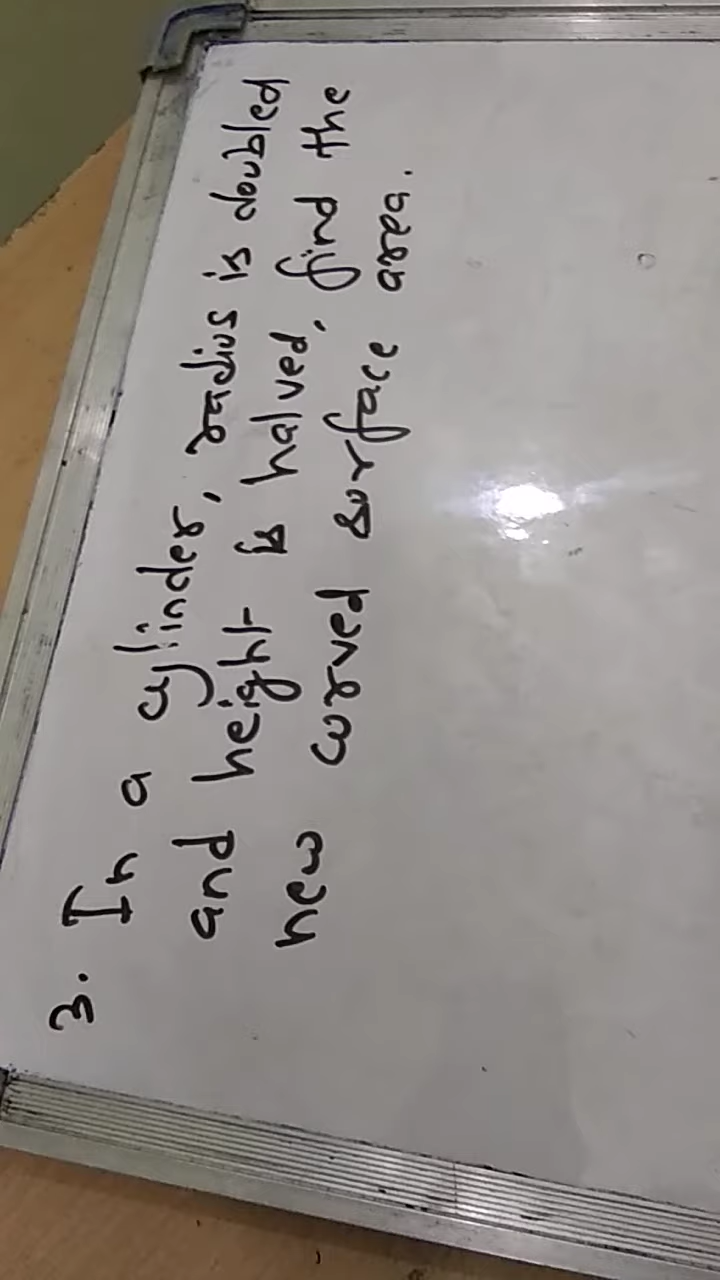 3. In a cylinder, radius is doubled
and height is halved, find the
new curved surface area.